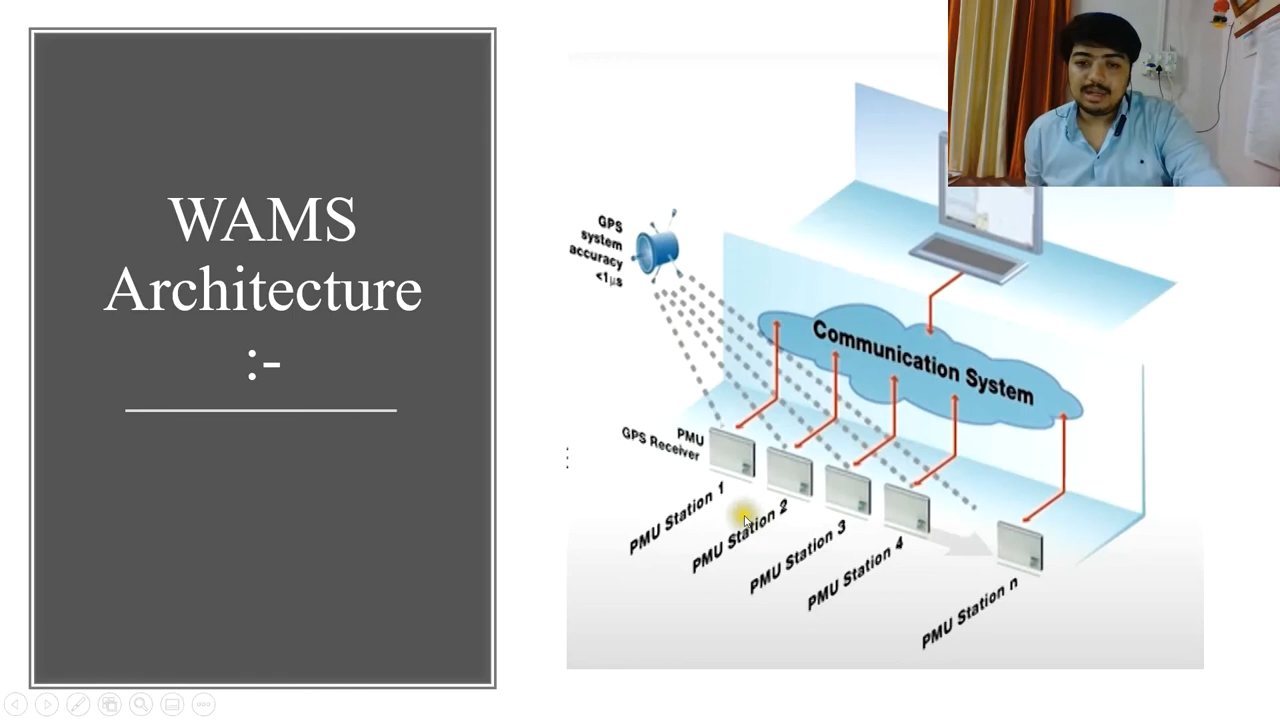 WAMS
Architecture
:-
GPS
system
accuracy
<1μs
Communication System
PMU
GPS Receiver
PMU Station 1
PMU Station 2
PMU Station 3
PMU Station 4
PMU Station n